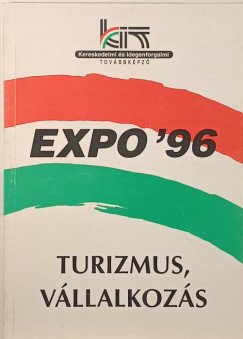 KIT
Kereskedelmi és Idegenforgalmi
TOVÁBBKÉPZŐ
EXPO '96
TURIZMUS,
VÁLLALKOZÁS